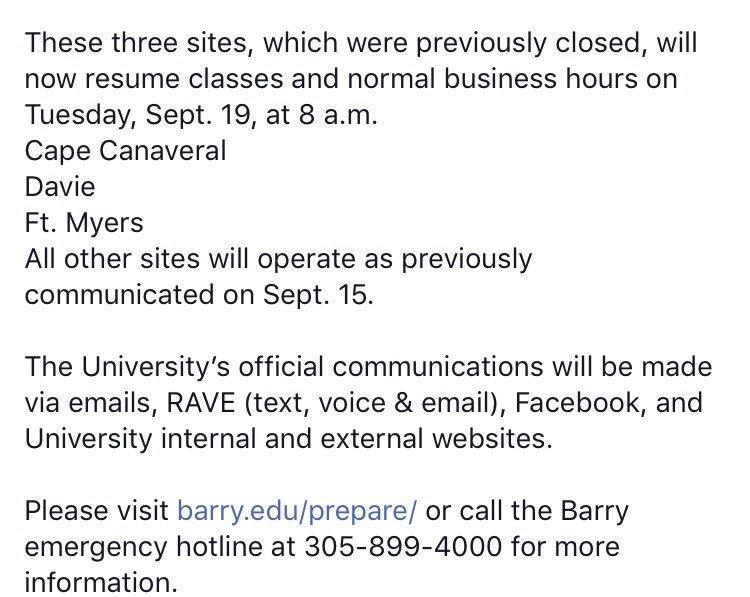 These three sites, which were previously closed, will
now resume classes and normal business hours on
Tuesday, Sept. 19, at 8 a.m.
Cape Canaveral
Davie
Ft. Myers
All other sites will operate as previously
communicated on Sept. 15.
The University’s official communications will be made
via emails, RAVE (text, voice & email), Facebook, and
University internal and external websites.
Please visit barry.edu/prepare/ or call the Barry
emergency hotline at 305-899-4000 for more
information.